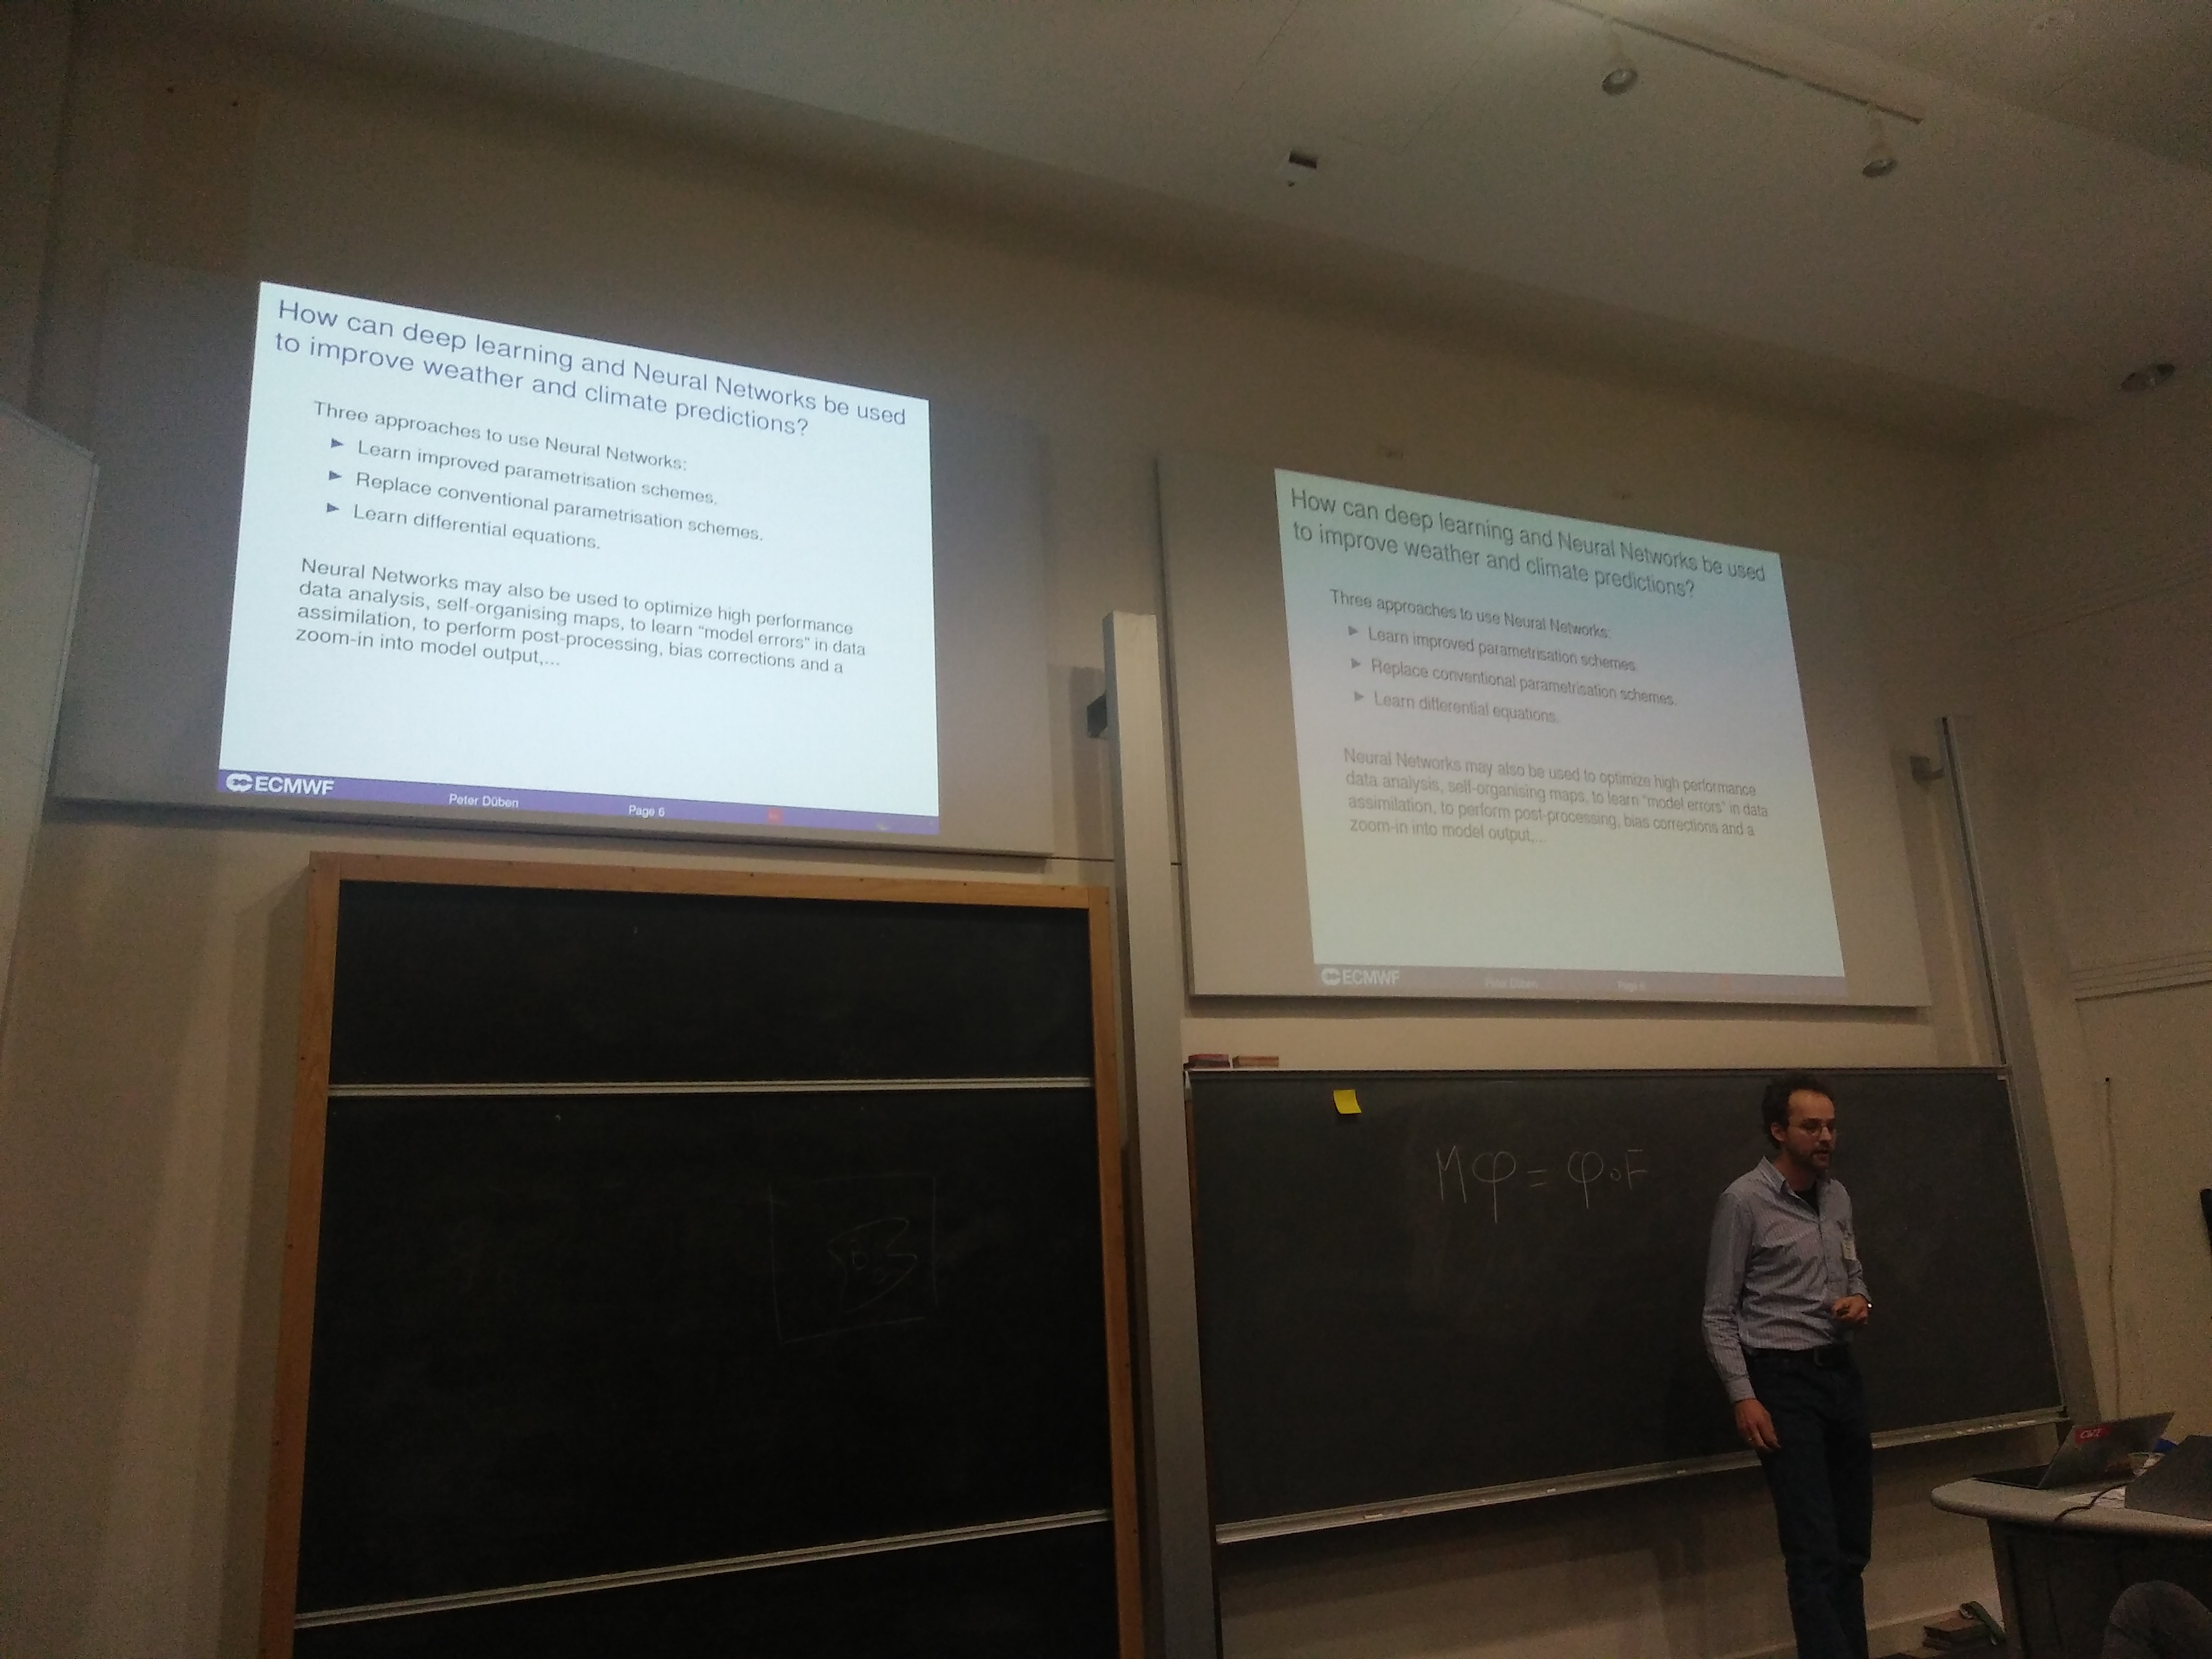 How can deep learning and Neural Networks be used
to improve weather and climate predictions?
Three approaches to use Neural Networks:
► Learn improved parametrisation schemes.
► Replace conventional parametrisation schemes.
► Learn differential equations.
Neural Networks may also be used to optimize high performance
data analysis, self-organising maps, to learn "model errors" in data
assimilation, to perform post-processing, bias corrections and a
zoom-in into model output,...
ECMWF Peter Düben Page 6
How can deep learning and Neural Networks be used
to improve weather and climate predictions?
Three approaches to use Neural Networks:
► Learn improved parametrisation schemes.
► Replace conventional parametrisation schemes.
► Learn differential equations.
Neural Networks may also be used to optimize high performance
data analysis, self-organising maps, to learn "model errors" in data
assimilation, to perform post-processing, bias corrections and a
zoom-in into model output,...
ECMWF Peter Düben Page 6
Mφ = φ∘F
CWI